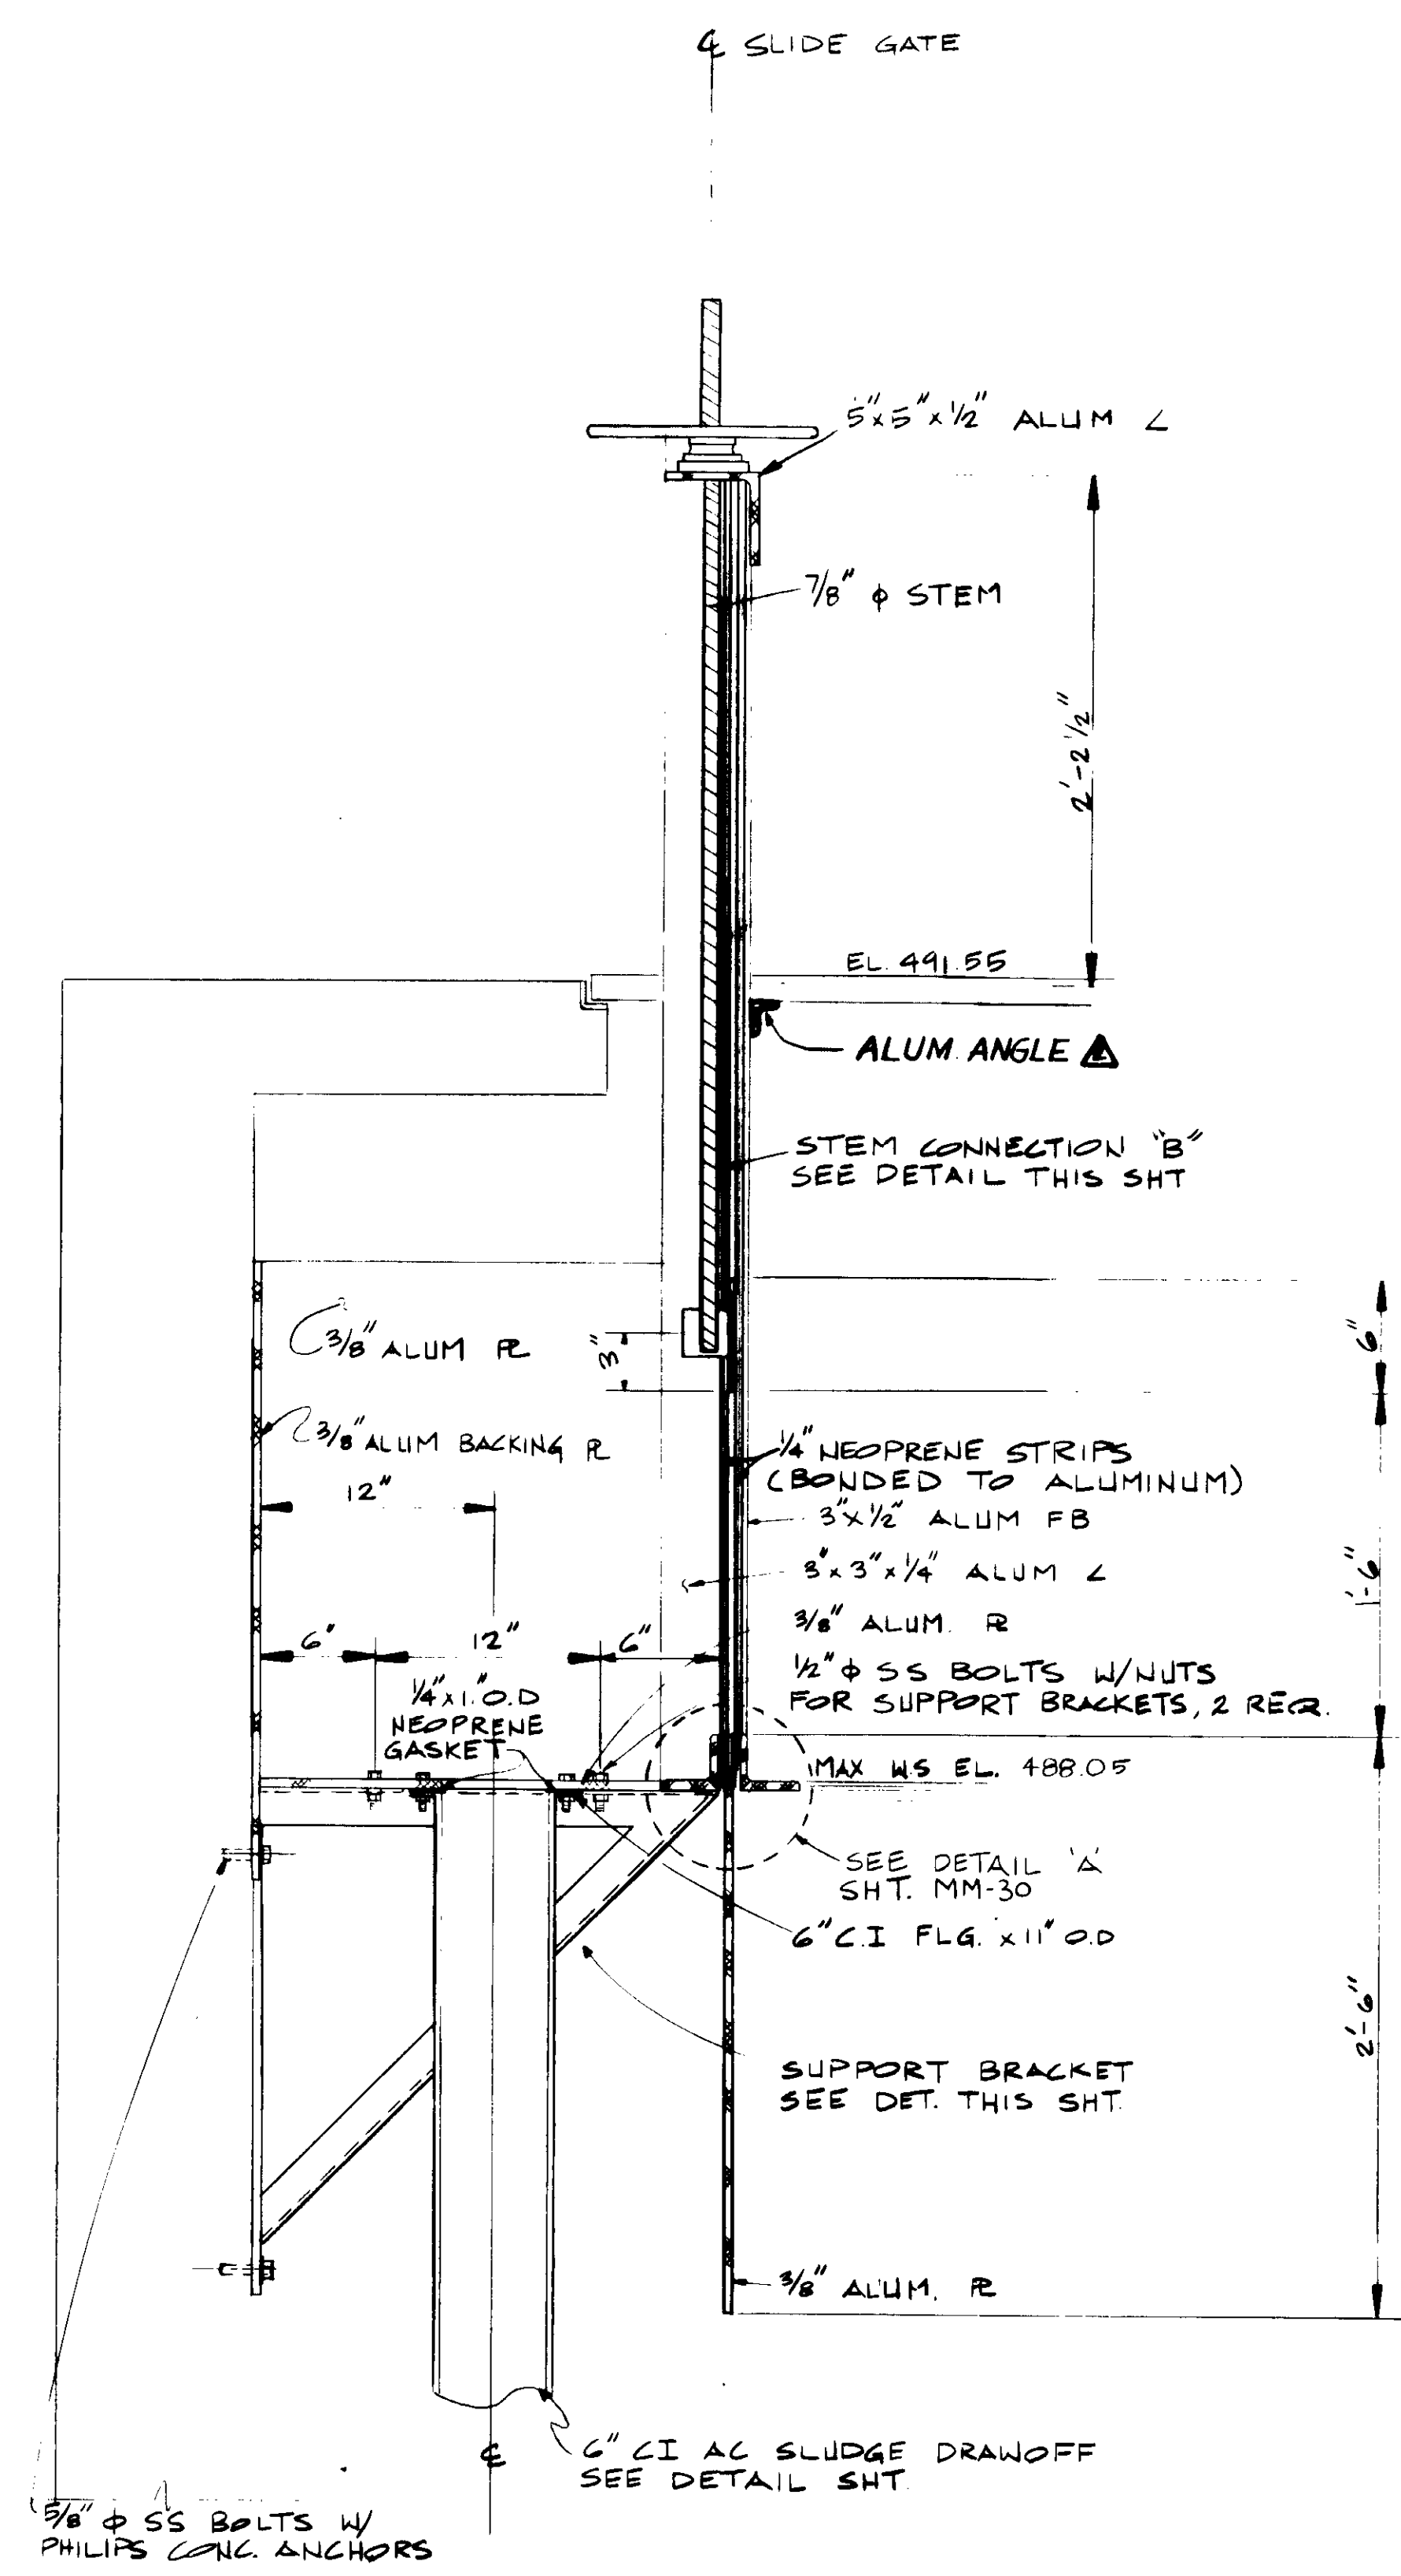 ℄ SLIDE GATE
5"x5"x1/2" ALUM ∠
7/8" ϕ STEM
2'-2 1/2"
EL. 491.55
ALUM. ANGLE
STEM CONNECTION "B"
SEE DETAIL THIS SHT
3/8" ALUM PL
3"
6"
3/8" ALUM BACKING PL
12"
1/4" NEOPRENE STRIPS
(BONDED TO ALUMINUM)
3"x1/2" ALUM FB
3"x3"x1/4" ALUM ∠
1'-6"
3/8" ALUM. PL
6"
12"
6"
1/2" ϕ SS BOLTS W/NUTS
FOR SUPPORT BRACKETS, 2 REQ.
1/4"x1" O.D
NEOPRENE
GASKET
MAX W.S EL. 488.05
SEE DETAIL 'A'
SHT. MM-30
6" C.I FLG. x 11" O.D
2'-6"
SUPPORT BRACKET
SEE DET. THIS SHT.
3/8" ALUM. PL
℄
6" CI AC SLUDGE DRAWOFF
SEE DETAIL SHT.
5/8" ϕ SS BOLTS W/
PHILIPS CONC. ANCHORS